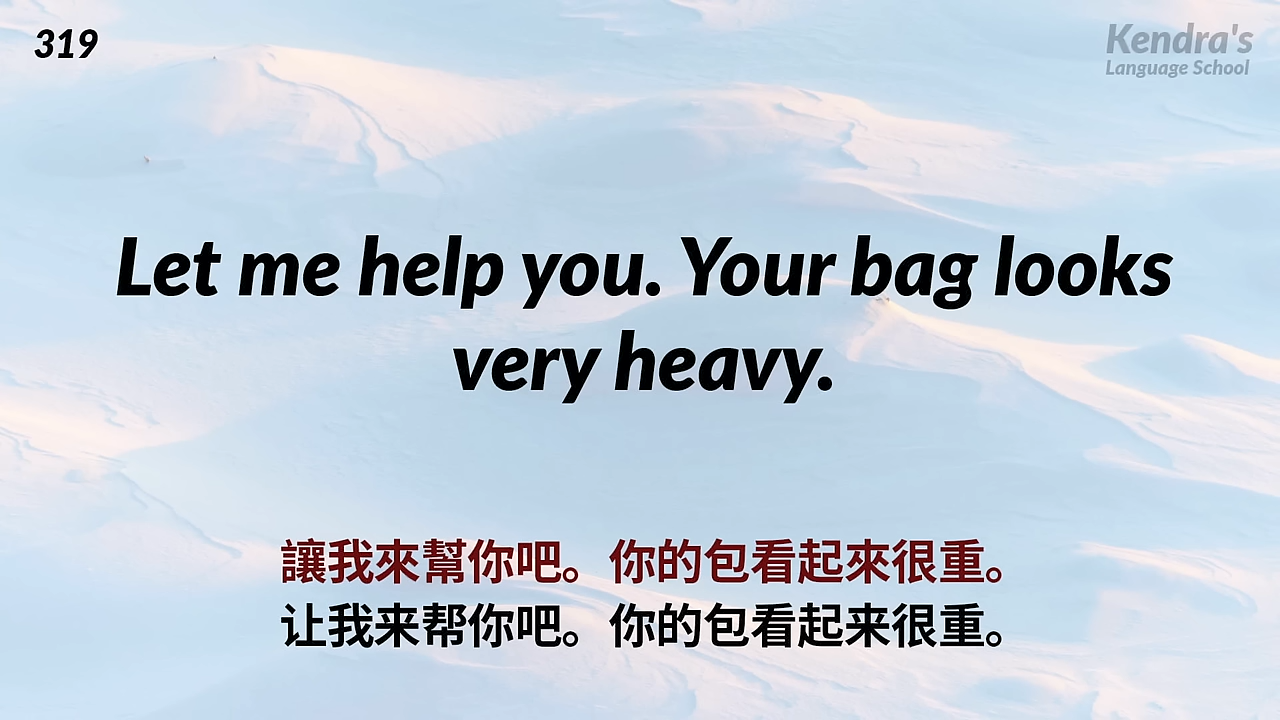 319
Kendra's
Language School
Let me help you. Your bag looks
very heavy.
讓我來幫你吧。你的包看起來很重。
让我来帮你吧。你的包看起来很重。